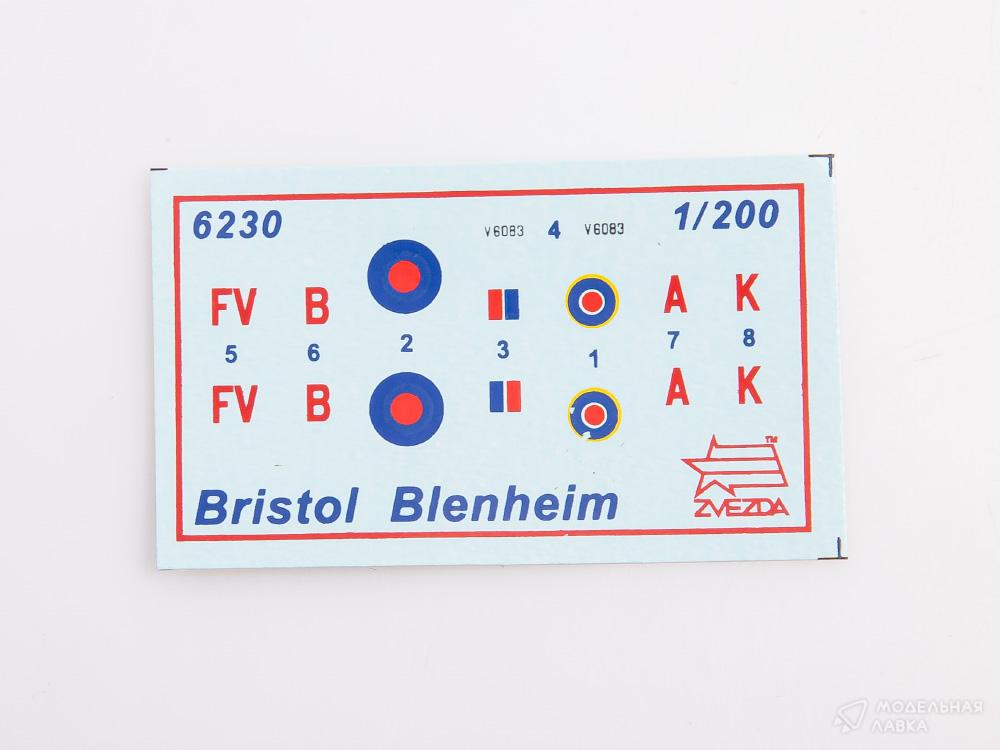 6230
V6083 4 V6083
1/200
FV B A K
5 6 2 3 1 7 8
FV B A K
TM
ZVEZDA
Bristol Blenheim
МОДЕЛЬНАЯ
ЛАВКА